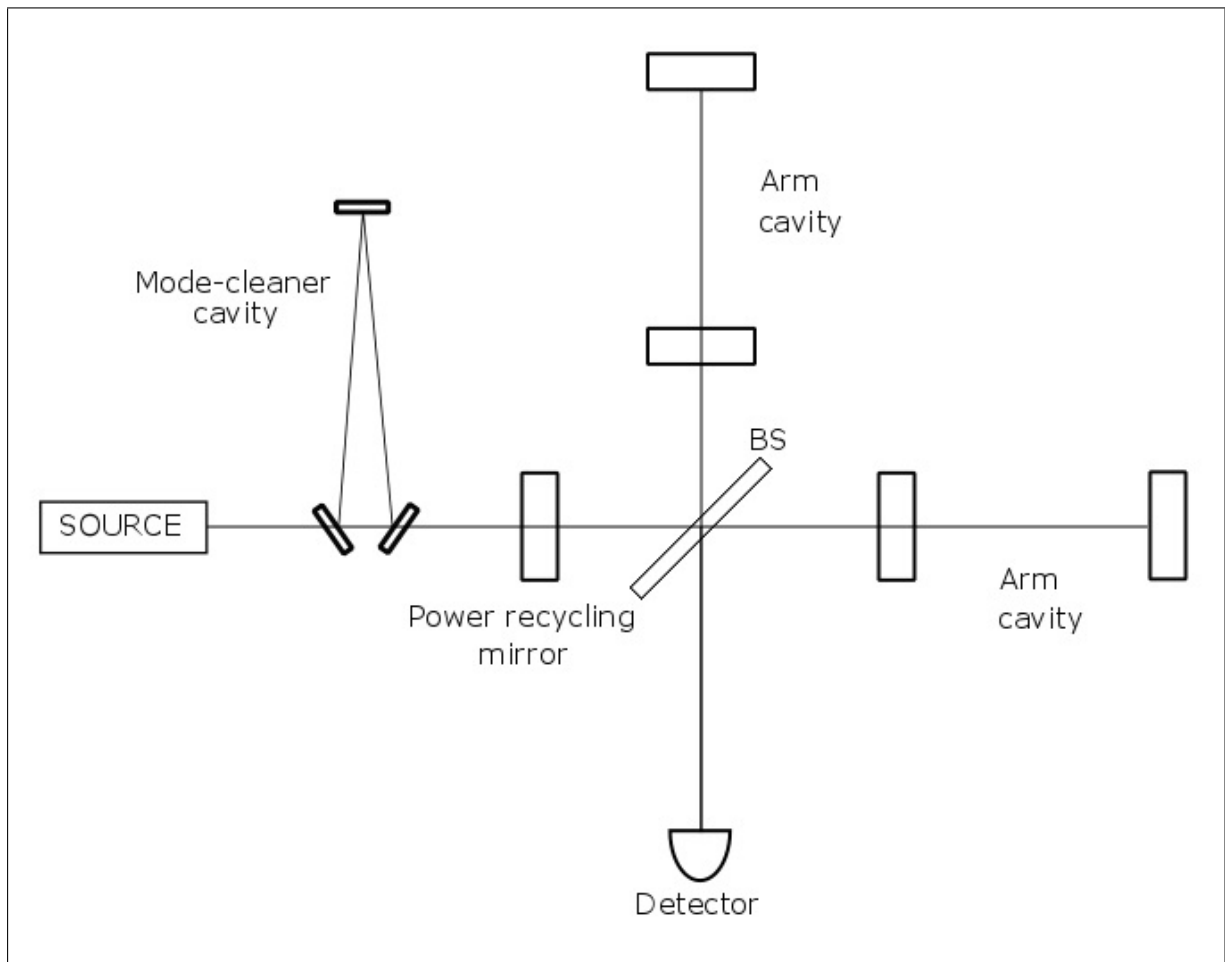 Arm
cavity
Mode-cleaner
cavity
BS
SOURCE
Power recycling
mirror
Arm
cavity
Detector